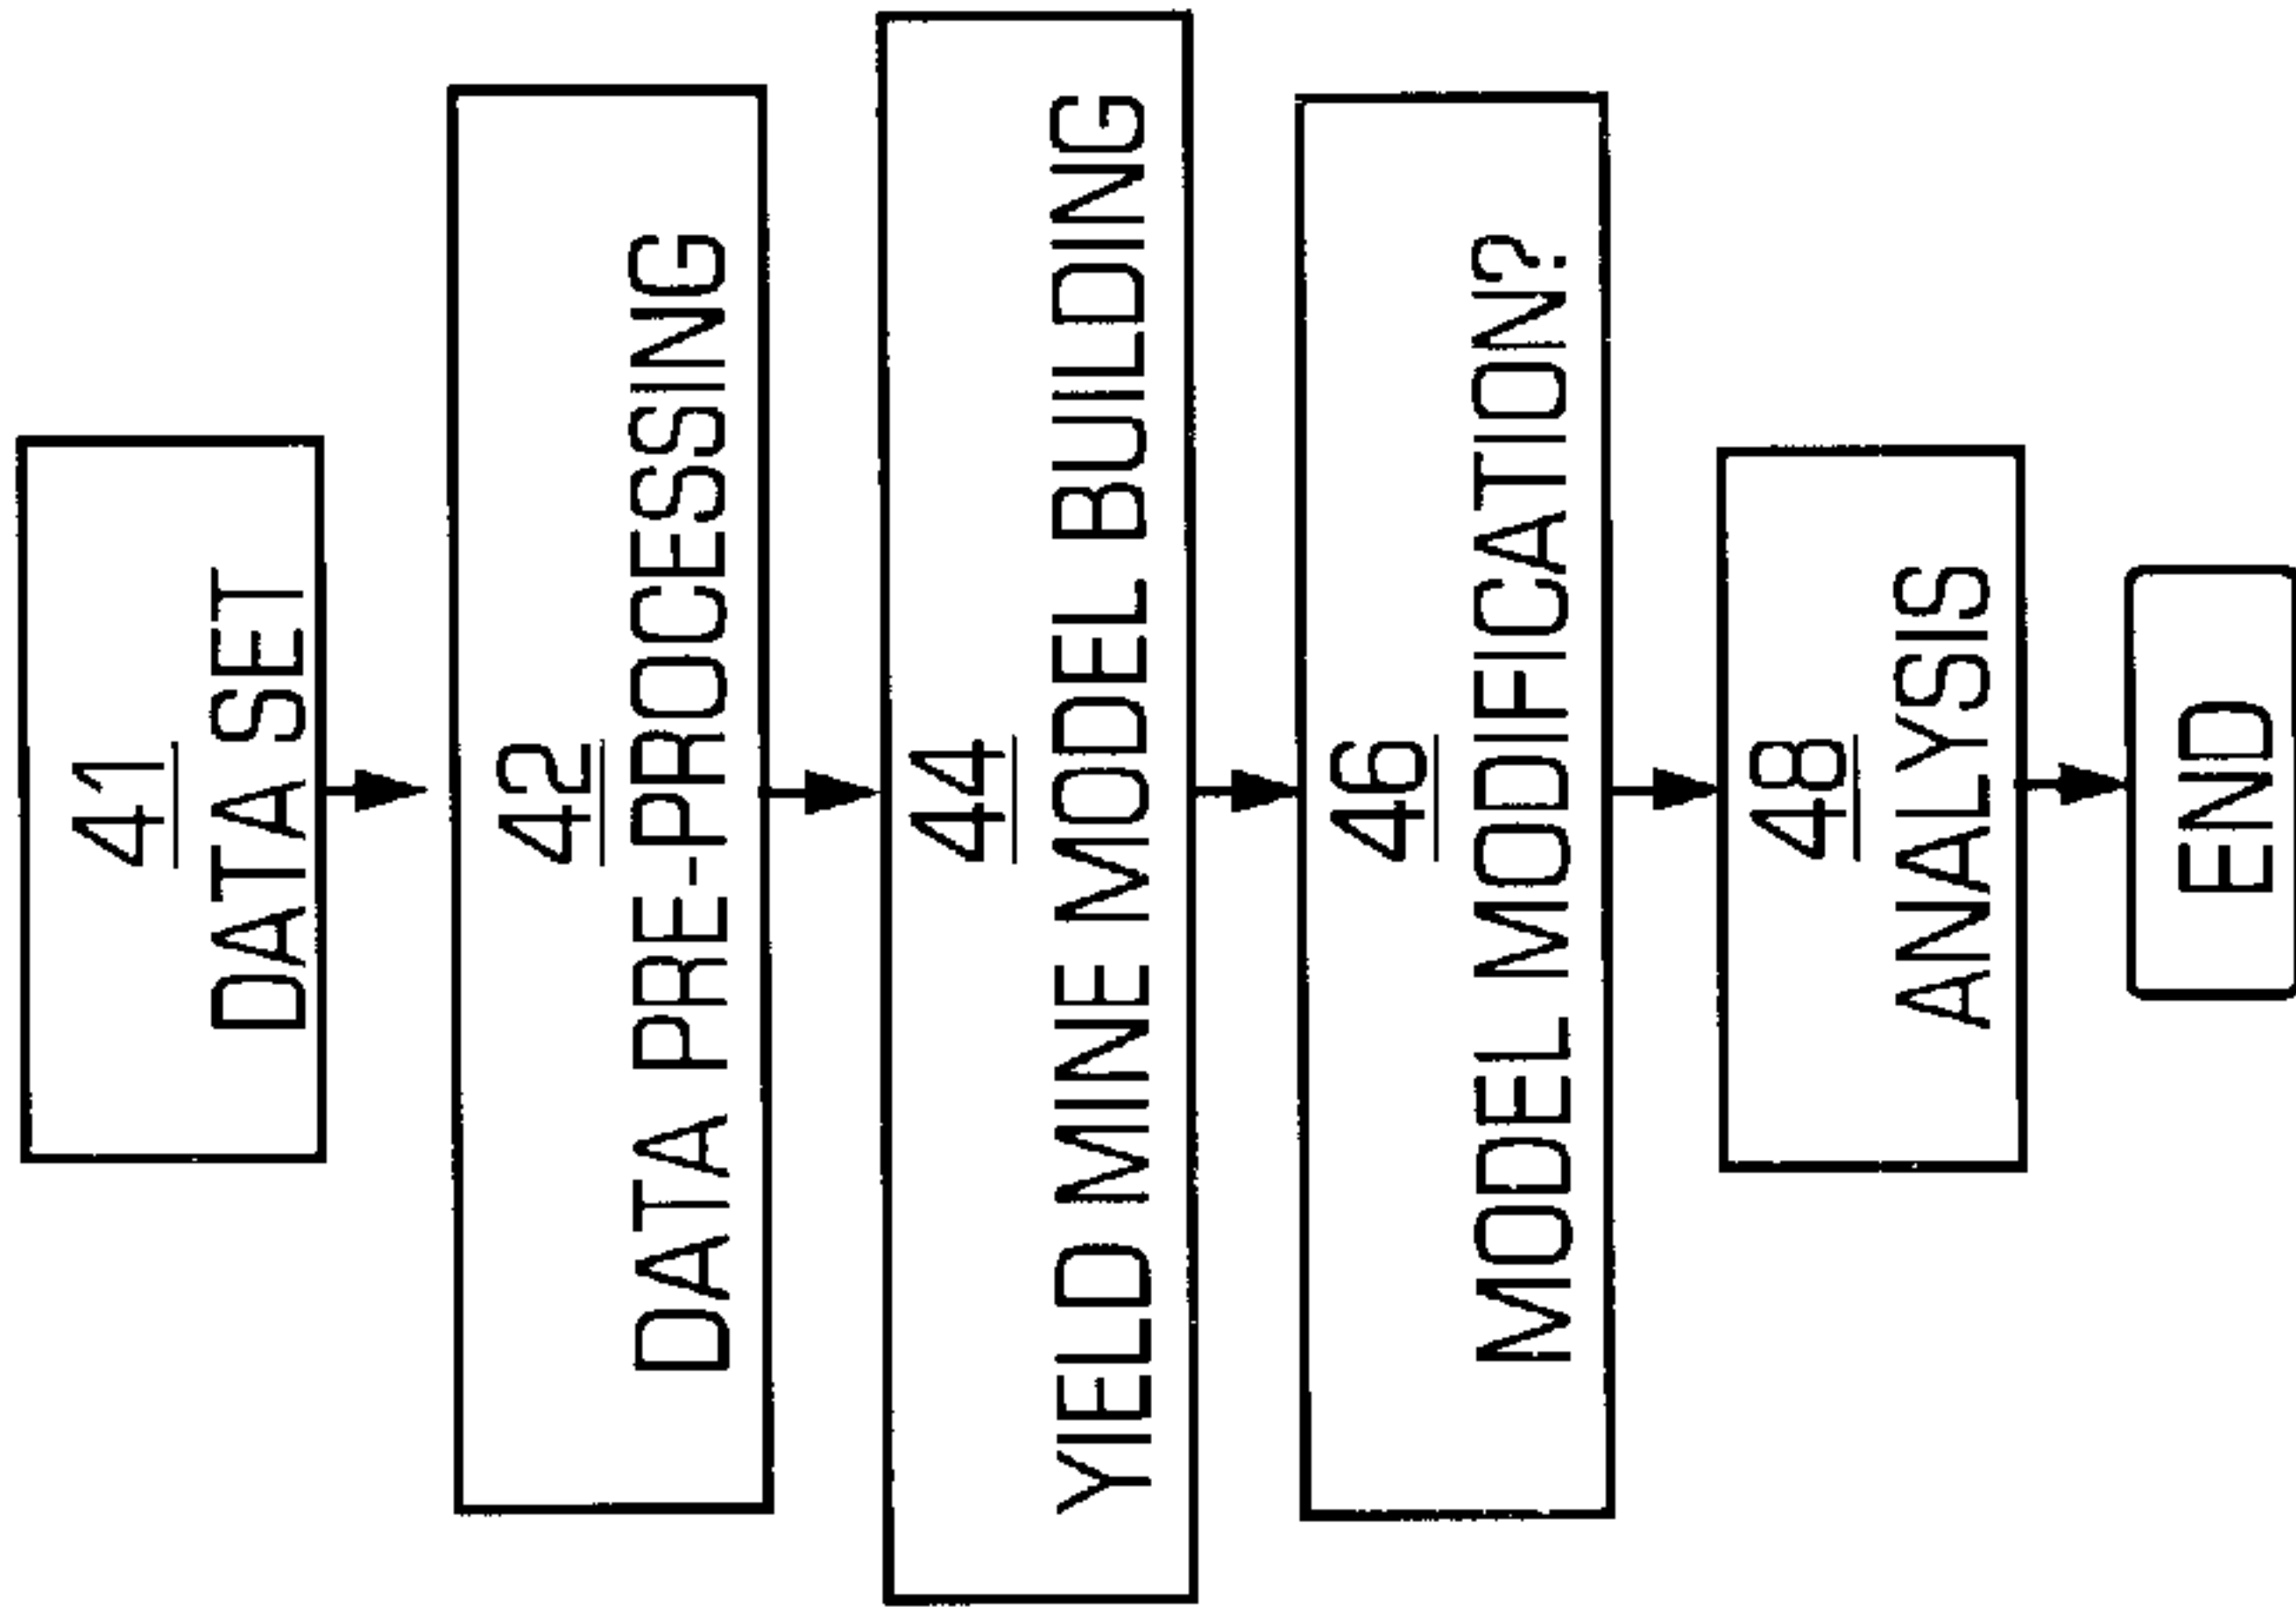 41
DATA SET
42
DATA PRE-PROCESSING
44
YIELD MINE MODEL BUILDING
46
MODEL MODIFICATION?
48
ANALYSIS
END